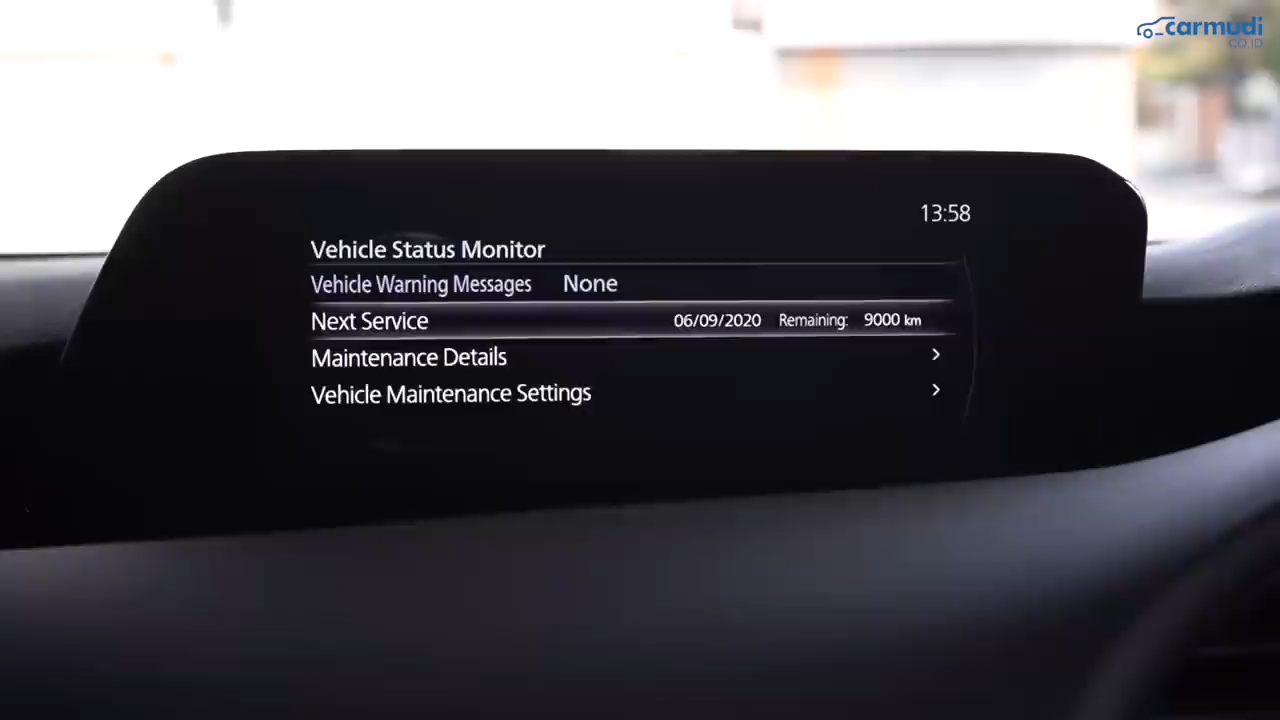 carmudi
CO.ID
13:58
Vehicle Status Monitor
Vehicle Warning Messages None
Next Service 06/09/2020 Remaining: 9000 km
Maintenance Details
Vehicle Maintenance Settings